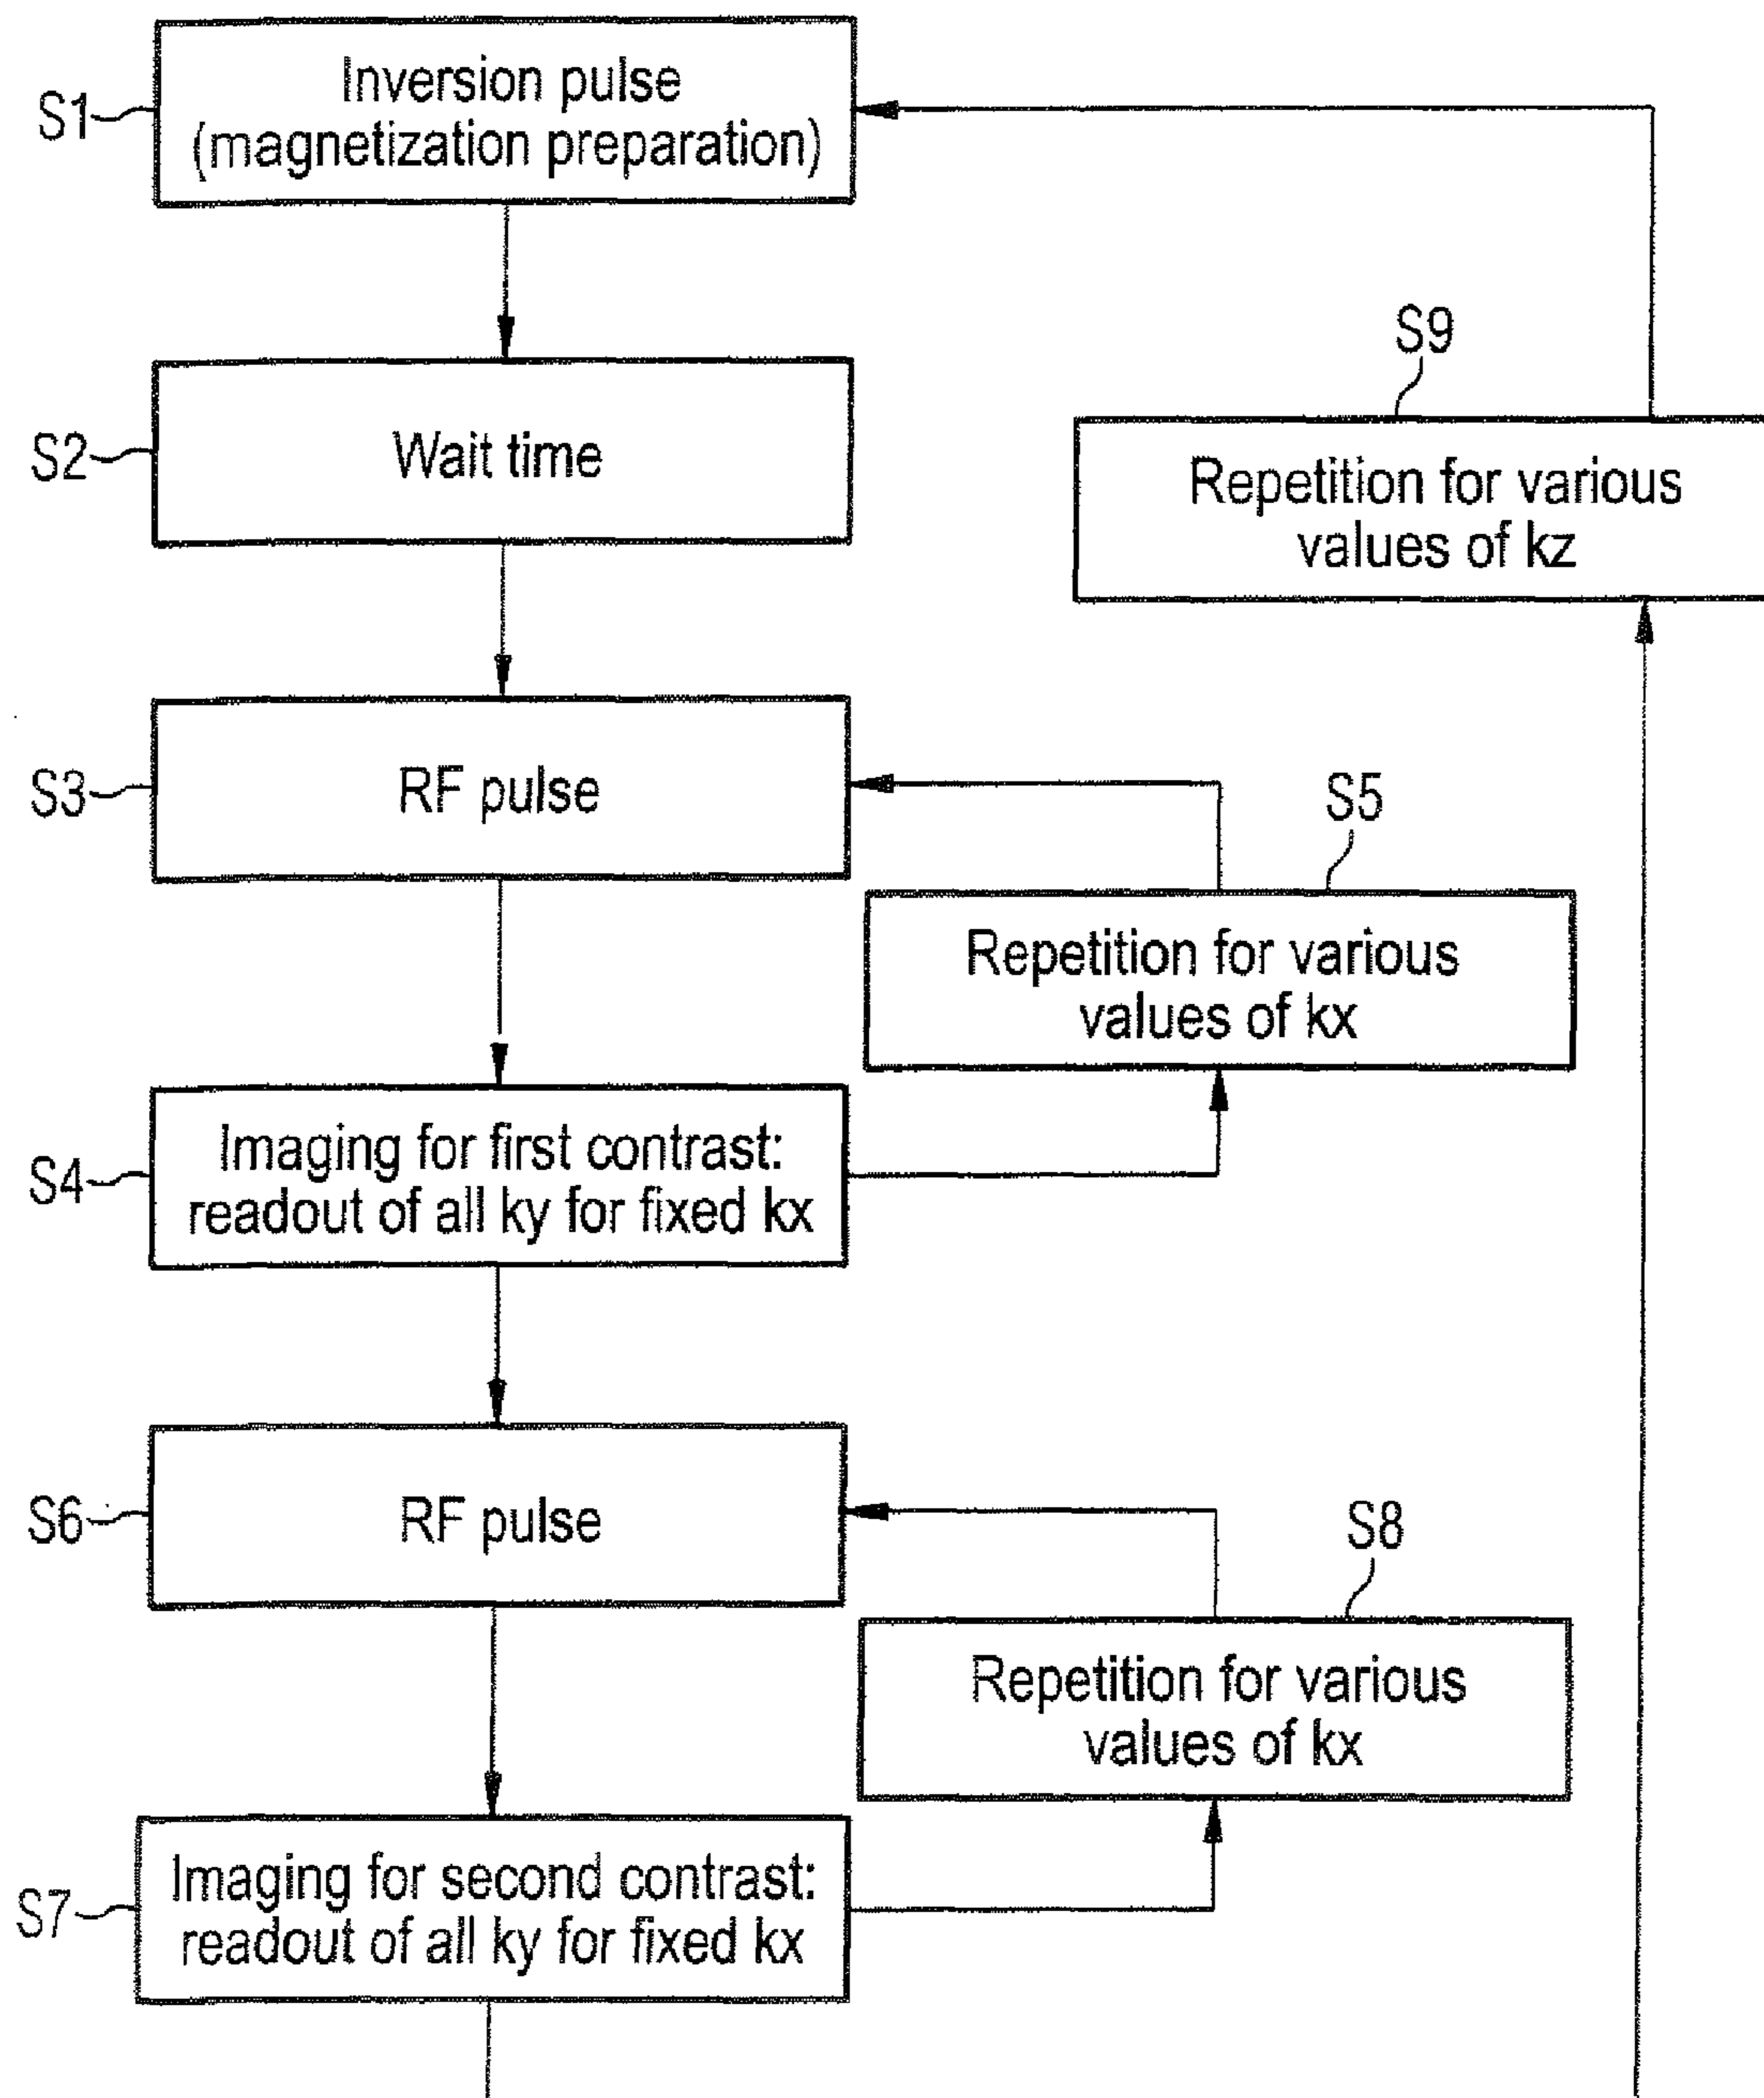 S1
Inversion pulse
(magnetization preparation)
S9
S2
Wait time
Repetition for various
values of kz
S3
RF pulse
S5
Repetition for various
values of kx
S4
Imaging for first contrast:
readout of all ky for fixed kx
S6
RF pulse
S8
Repetition for various
values of kx
S7
Imaging for second contrast:
readout of all ky for fixed kx